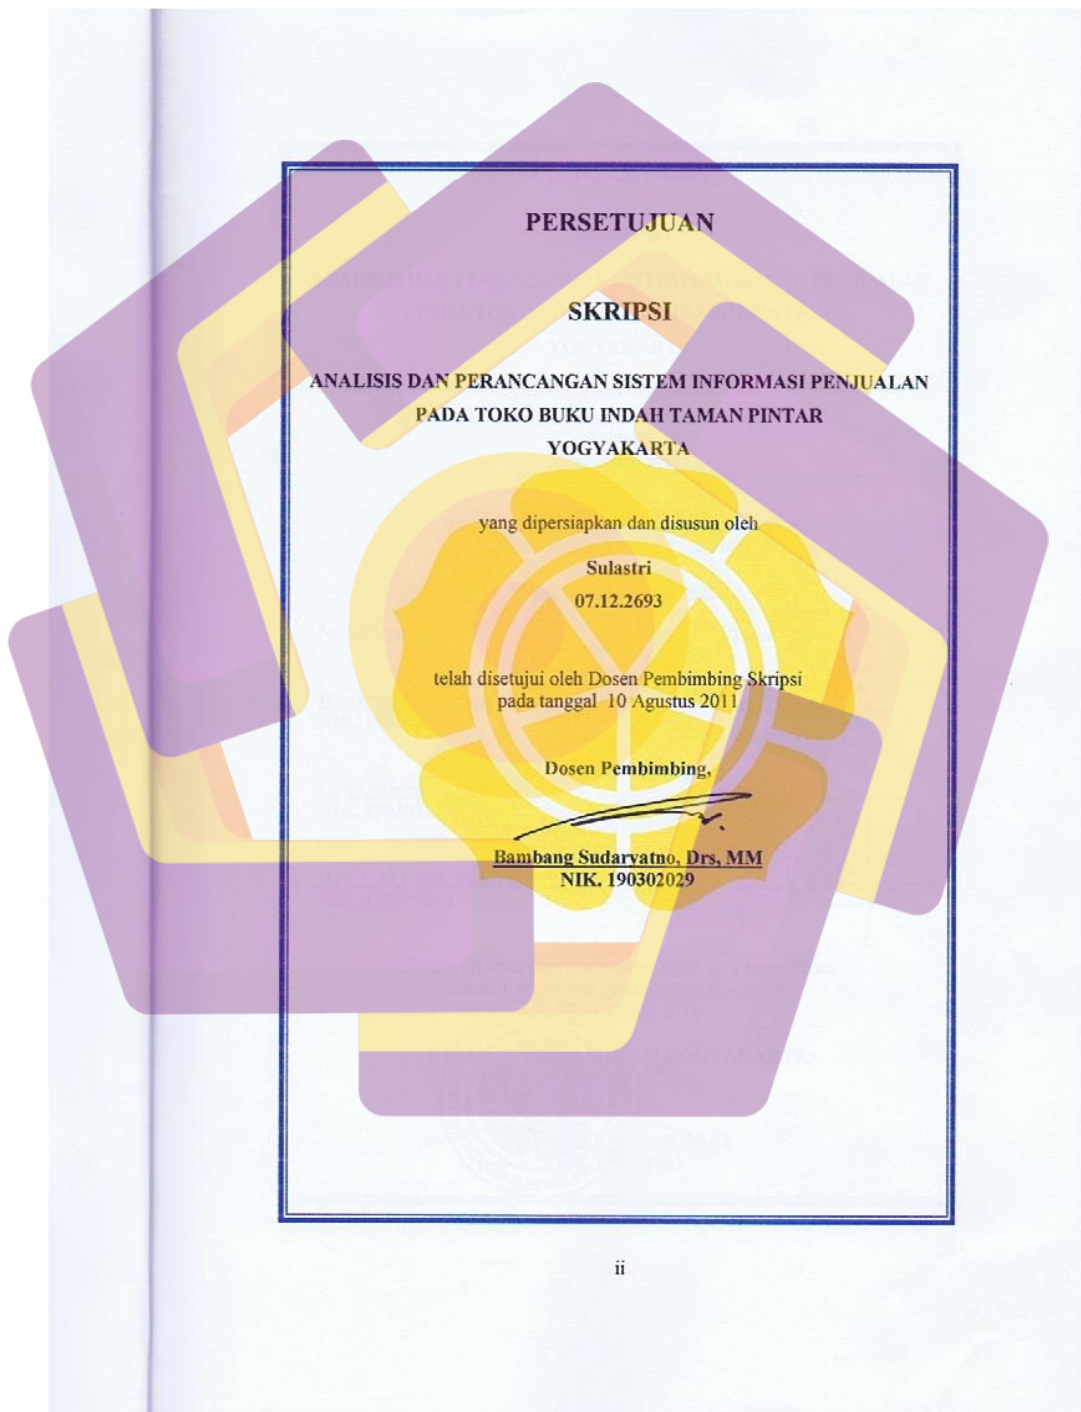 PERSETUJUAN
SKRIPSI
ANALISIS DAN PERANCANGAN SISTEM INFORMASI PENJUALAN
PADA TOKO BUKU INDAH TAMAN PINTAR
YOGYAKARTA
yang dipersiapkan dan disusun oleh
Sulastri
07.12.2693
telah disetujui oleh Dosen Pembimbing Skripsi
pada tanggal 10 Agustus 2011
Dosen Pembimbing,
Bambang Sudaryatno, Drs, MM
NIK. 190302029
ii